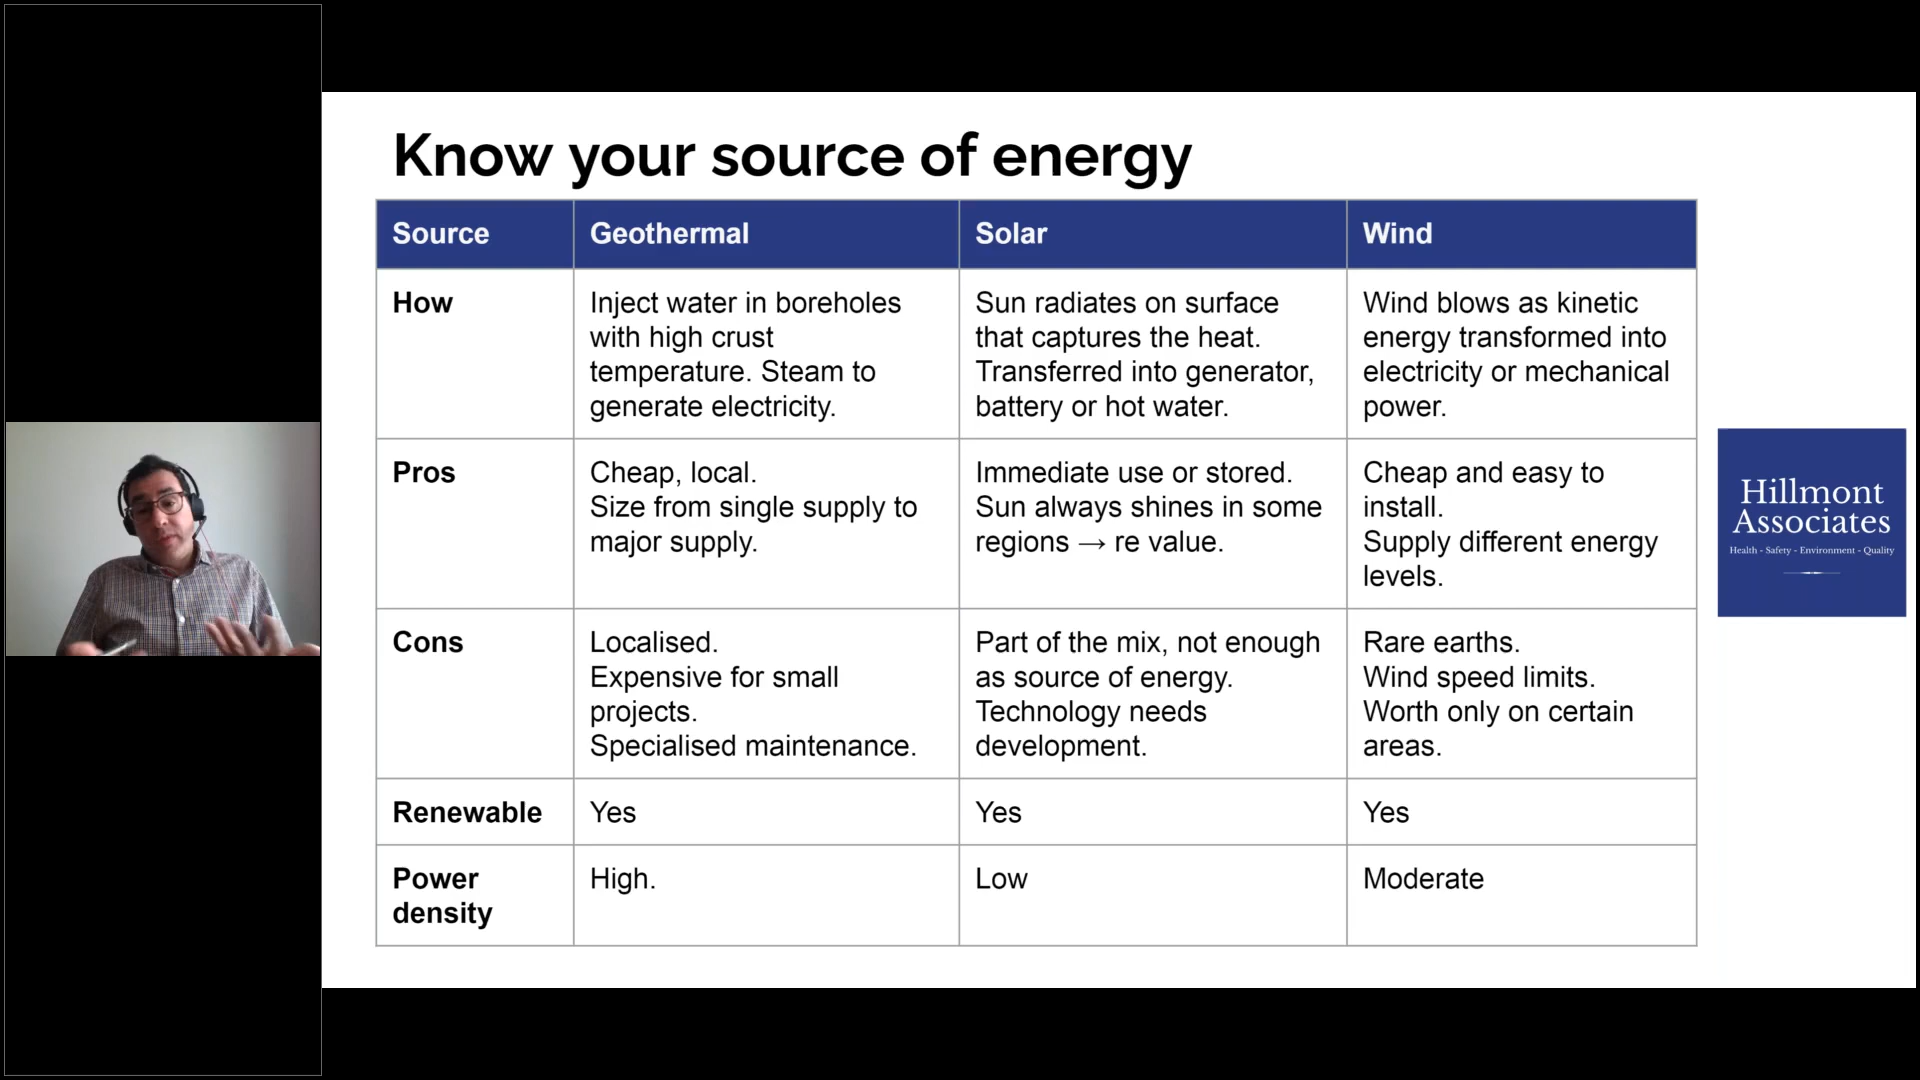 Know your source of energy
Source Geothermal Solar Wind
How
Inject water in boreholes
with high crust
temperature. Steam to
generate electricity.
Sun radiates on surface
that captures the heat.
Transferred into generator,
battery or hot water.
Wind blows as kinetic
energy transformed into
electricity or mechanical
power.
Pros
Cheap, local.
Size from single supply to
major supply.
Immediate use or stored.
Sun always shines in some
regions → re value.
Cheap and easy to
install.
Supply different energy
levels.
Cons
Localised.
Expensive for small
projects.
Specialised maintenance.
Part of the mix, not enough
as source of energy.
Technology needs
development.
Rare earths.
Wind speed limits.
Worth only on certain
areas.
Renewable Yes Yes Yes
Power
density
High. Low Moderate
Hillmont
Associates
Health - Safety - Environment - Quality